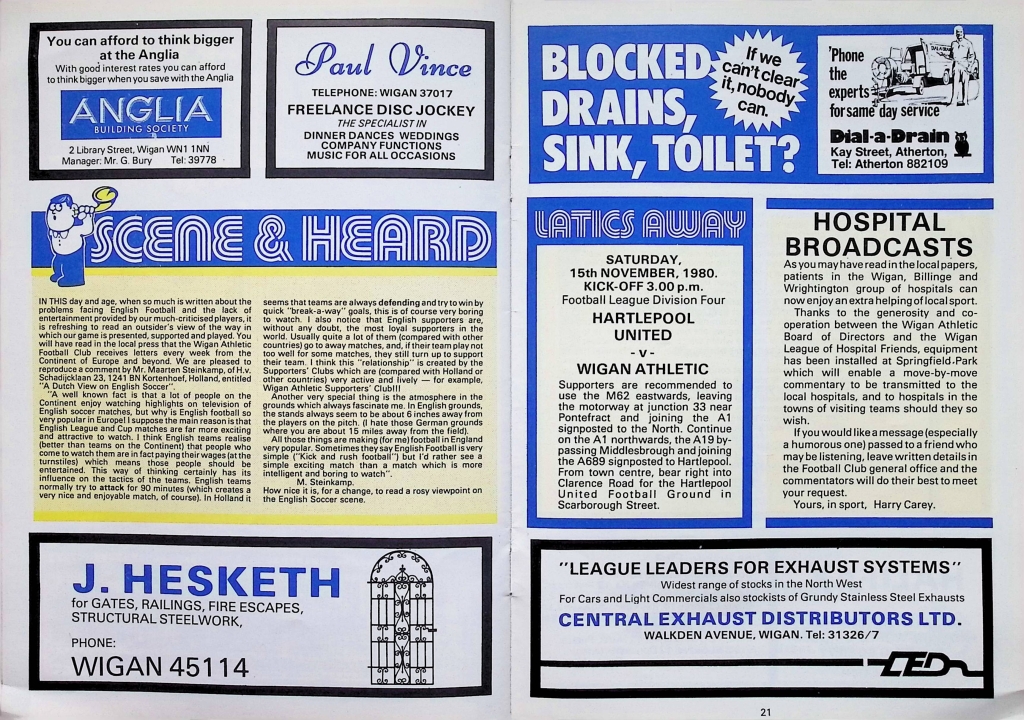 You can afford to think bigger
at the Anglia
With good interest rates you can afford
to think bigger when you save with the Anglia
ANGLIA
BUILDING SOCIETY
2 Library Street, Wigan WN1 1NN
Manager: Mr. G. Bury Tel: 39778
Paul Vince
TELEPHONE: WIGAN 37017
FREELANCE DISC JOCKEY
THE SPECIALIST IN
DINNER DANCES WEDDINGS
COMPANY FUNCTIONS
MUSIC FOR ALL OCCASIONS
SCENE & HEARD
IN THIS day and age, when so much is written about the
problems facing English Football and the lack of
entertainment provided by our much-criticised players, it
is refreshing to read an outsider's view of the way in
which our game is presented, supported and played. You
will have read in the local press that the Wigan Athletic
Football Club receives letters every week from the
Continent of Europe and beyond. We are pleased to
reproduce a comment by Mr. Maarten Steinkamp, of H.v.
Schadijcklaan 23, 1241 BN Kortenhoef, Holland, entitled
"A Dutch View on English Soccer".
"A well known fact is that a lot of people on the
Continent enjoy watching highlights on television of
English soccer matches, but why is English football so
very popular in Europe! I suppose the main reason is that
English League and Cup matches are far more exciting
and attractive to watch. I think English teams realise
(better than teams on the Continent) that people who
come to watch them are in fact paying their wages (at the
turnstiles) which means those people should be
entertained. This way of thinking certainly has its
influence on the tactics of the teams. English teams
normally try to attack for 90 minutes (which creates a
very nice and enjoyable match, of course). In Holland it
seems that teams are always defending and try to win by
quick "break-a-way" goals, this is of course very boring
to watch. I also notice that English supporters are,
without any doubt, the most loyal supporters in the
world. Usually quite a lot of them (compared with other
countries) go to away matches, and, if their team play not
too well for some matches, they still turn up to support
their team. I think this "relationship" is created by the
Supporters' Clubs which are (compared with Holland or
other countries) very active and lively — for example,
Wigan Athletic Supporters' Club!!!
Another very special thing is the atmosphere in the
grounds which always fascinate me. In English grounds,
the stands always seem to be about 6 inches away from
the players on the pitch. (I hate those German grounds
where you are about 15 miles away from the field).
All those things are making (for me) football in England
very popular. Sometimes they say English Football is very
simple ("Kick and rush football") but I'd rather see a
simple exciting match than a match which is more
intelligent and boring to watch".
M. Steinkamp.
How nice it is, for a change, to read a rosy viewpoint on
the English Soccer scene.
J. HESKETH
for GATES, RAILINGS, FIRE ESCAPES,
STRUCTURAL STEELWORK,
PHONE:
WIGAN 45114
BLOCKED
DRAINS,
SINK, TOILET?
If we
can't clear
it, nobody
can.
'Phone
the
experts
for same day service
Dial-a-Drain
Kay Street, Atherton,
Tel: Atherton 882109
LATICS AWAY
SATURDAY,
15th NOVEMBER, 1980.
KICK-OFF 3.00 p.m.
Football League Division Four
HARTLEPOOL
UNITED
- v -
WIGAN ATHLETIC
Supporters are recommended to
use the M62 eastwards, leaving
the motorway at junction 33 near
Pontefract and joining the A1
signposted to the North. Continue
on the A1 northwards, the A19 by-
passing Middlesbrough and joining
the A689 signposted to Hartlepool.
From town centre, bear right into
Clarence Road for the Hartlepool
United Football Ground in
Scarborough Street.
HOSPITAL
BROADCASTS
As you may have read in the local papers,
patients in the Wigan, Billinge and
Wrightington group of hospitals can
now enjoy an extra helping of local sport.
Thanks to the generosity and co-
operation between the Wigan Athletic
Board of Directors and the Wigan
League of Hospital Friends, equipment
has been installed at Springfield Park
which will enable a move-by-move
commentary to be transmitted to the
local hospitals, and to hospitals in the
towns of visiting teams should they so
wish.
If you would like a message (especially
a humorous one) passed to a friend who
may be listening, leave written details in
the Football Club general office and the
commentators will do their best to meet
your request.
Yours, in sport, Harry Carey.
"LEAGUE LEADERS FOR EXHAUST SYSTEMS"
Widest range of stocks in the North West
For Cars and Light Commercials also stockists of Grundy Stainless Steel Exhausts
CENTRAL EXHAUST DISTRIBUTORS LTD.
WALKDEN AVENUE, WIGAN. Tel: 31326/7
CED
21